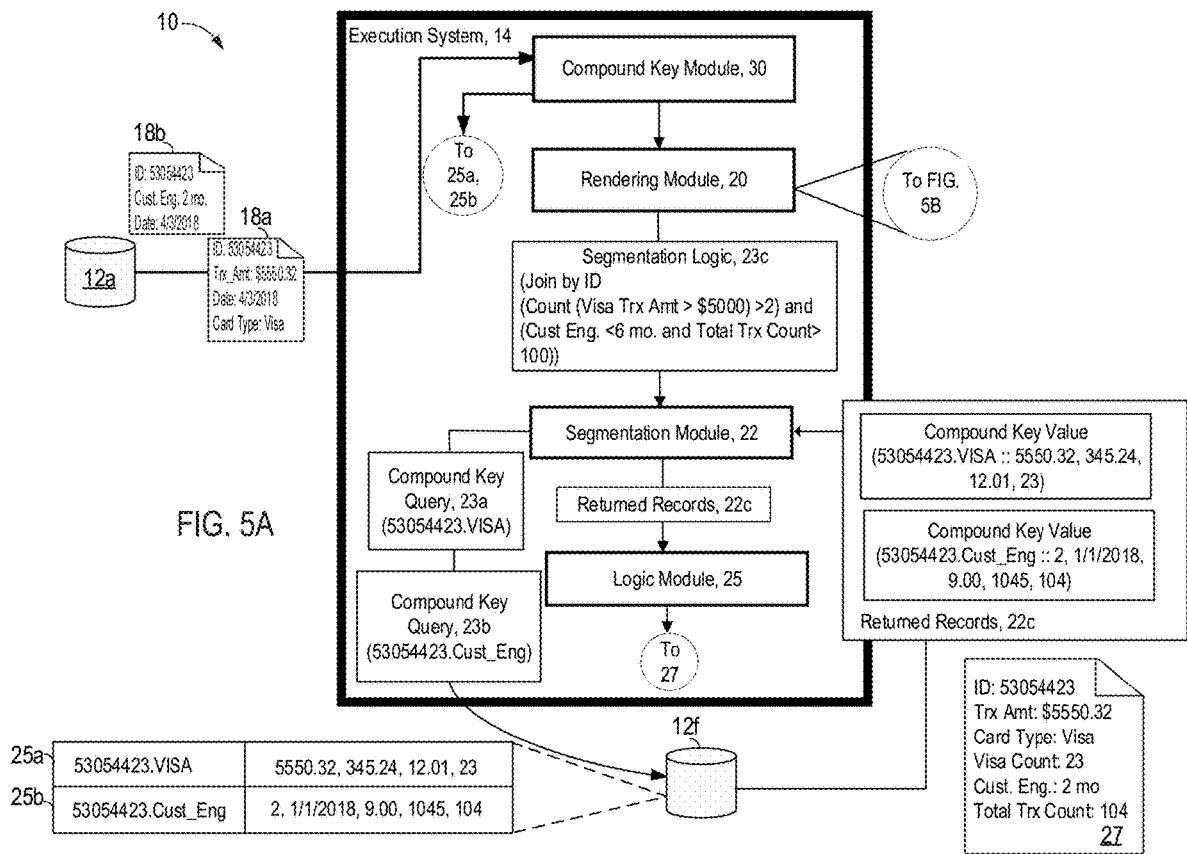 10
Execution System, 14
Compound Key Module, 30
To
25a,
25b
Rendering Module, 20
To FIG.
5B
18b
ID: 53054423
Cust. Eng. 2 mo.
Date: 4/3/2018
18a
ID: 53054423
Trx_Amt: $5550.32
Date: 4/3/2018
Card Type: Visa
12a
Segmentation Logic, 23c
(Join by ID
(Count (Visa Trx Amt > $5000) >2) and
(Cust Eng. <6 mo. and Total Trx Count>
100))
Segmentation Module, 22
Compound Key
Query, 23a
(53054423.VISA)
Returned Records, 22c
Compound Key Value
(53054423.VISA :: 5550.32, 345.24,
12.01, 23)
Compound Key Value
(53054423.Cust_Eng :: 2, 1/1/2018,
9.00, 1045, 104)
Returned Records, 22c
FIG. 5A
Logic Module, 25
Compound Key
Query, 23b
(53054423.Cust_Eng)
To
27
12f
25a
53054423.VISA
5550.32, 345.24, 12.01, 23
25b
53054423.Cust_Eng
2, 1/1/2018, 9.00, 1045, 104
ID: 53054423
Trx Amt: $5550.32
Card Type: Visa
Visa Count: 23
Cust. Eng.: 2 mo
Total Trx Count: 104
27